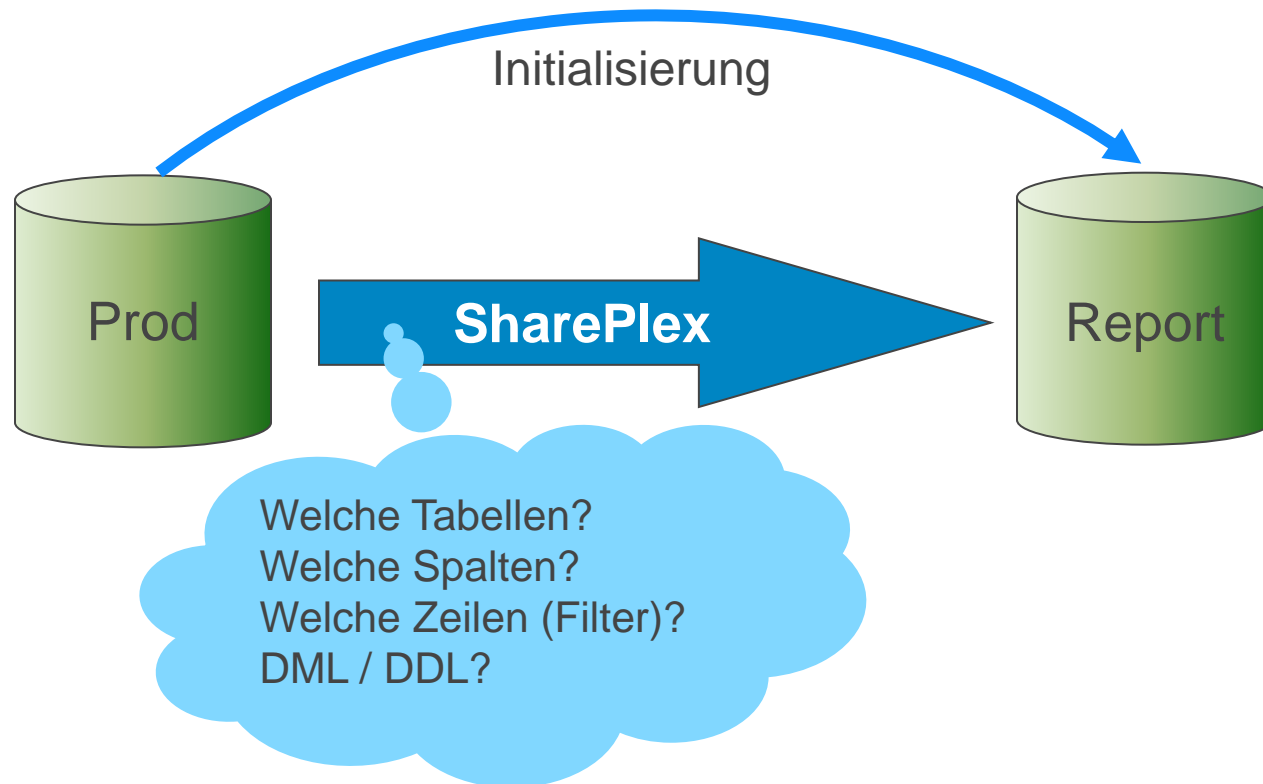 Initialisierung
Prod
SharePlex
Report
Welche Tabellen?
Welche Spalten?
Welche Zeilen (Filter)?
DML / DDL?